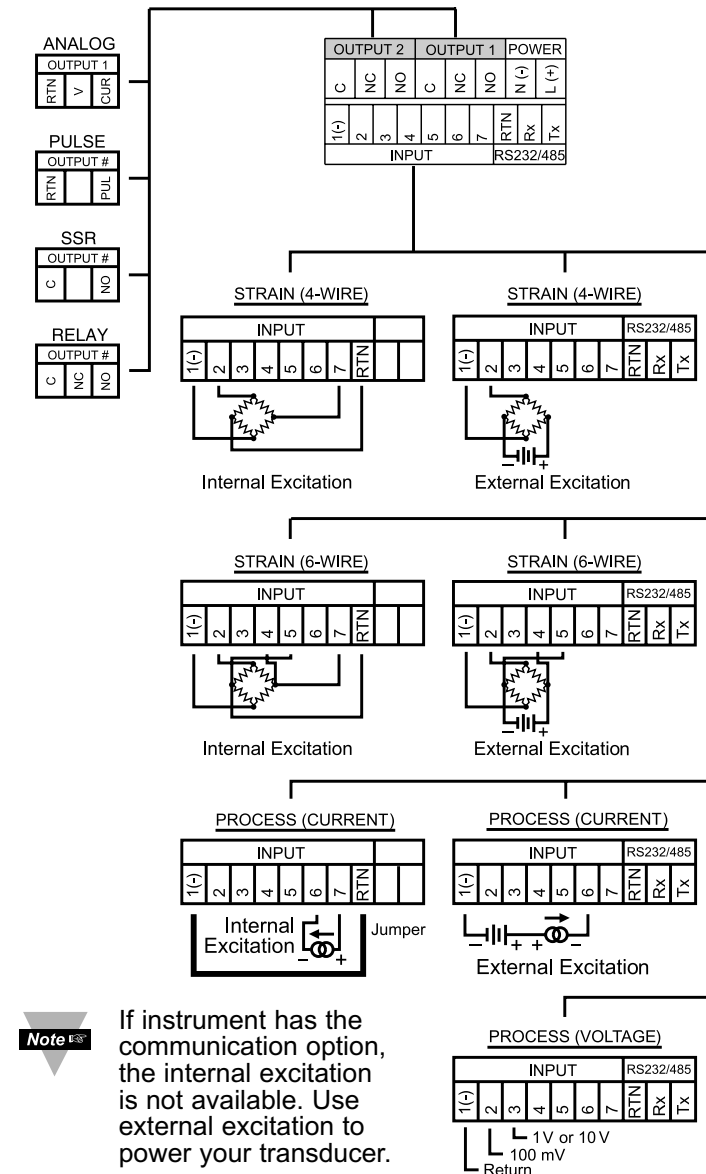 ANALOG
OUTPUT 1
RTN V CUR
PULSE
OUTPUT #
RTN PUL
SSR
OUTPUT #
C NO
RELAY
OUTPUT #
C NC NO
OUTPUT 2 OUTPUT 1 POWER
C NC NO C NC NO N (-) L (+)
1(-) 2 3 4 5 6 7 RTN Rx Tx
INPUT RS232/485
STRAIN (4-WIRE)
INPUT
1(-) 2 3 4 5 6 7 RTN
Internal Excitation
STRAIN (4-WIRE)
INPUT RS232/485
1(-) 2 3 4 5 6 7 RTN Rx Tx
– +
External Excitation
STRAIN (6-WIRE)
INPUT
1(-) 2 3 4 5 6 7 RTN
Internal Excitation
STRAIN (6-WIRE)
INPUT RS232/485
1(-) 2 3 4 5 6 7 RTN Rx Tx
– +
External Excitation
PROCESS (CURRENT)
INPUT
1(-) 2 3 4 5 6 7 RTN
Internal
Excitation
– +
Jumper
PROCESS (CURRENT)
INPUT RS232/485
1(-) 2 3 4 5 6 7 RTN Rx Tx
– + + –
External Excitation
PROCESS (VOLTAGE)
INPUT RS232/485
1(-) 2 3 4 5 6 7 RTN Rx Tx
1V or 10V
100 mV
Return
Note ☞
If instrument has the
communication option,
the internal excitation
is not available. Use
external excitation to
power your transducer.